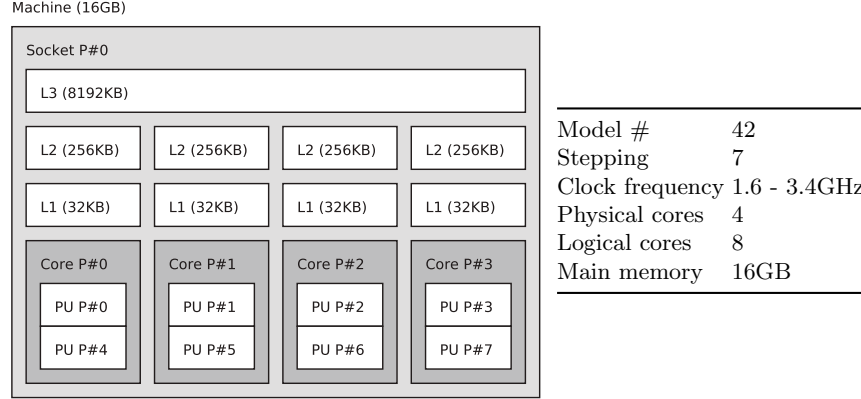 Machine (16GB)
Socket P#0
L3 (8192KB)
L2 (256KB) L2 (256KB) L2 (256KB) L2 (256KB)
L1 (32KB) L1 (32KB) L1 (32KB) L1 (32KB)
Core P#0 Core P#1 Core P#2 Core P#3
PU P#0 PU P#1 PU P#2 PU P#3
PU P#4 PU P#5 PU P#6 PU P#7
Model # 42
Stepping 7
Clock frequency 1.6 - 3.4GHz
Physical cores 4
Logical cores 8
Main memory 16GB